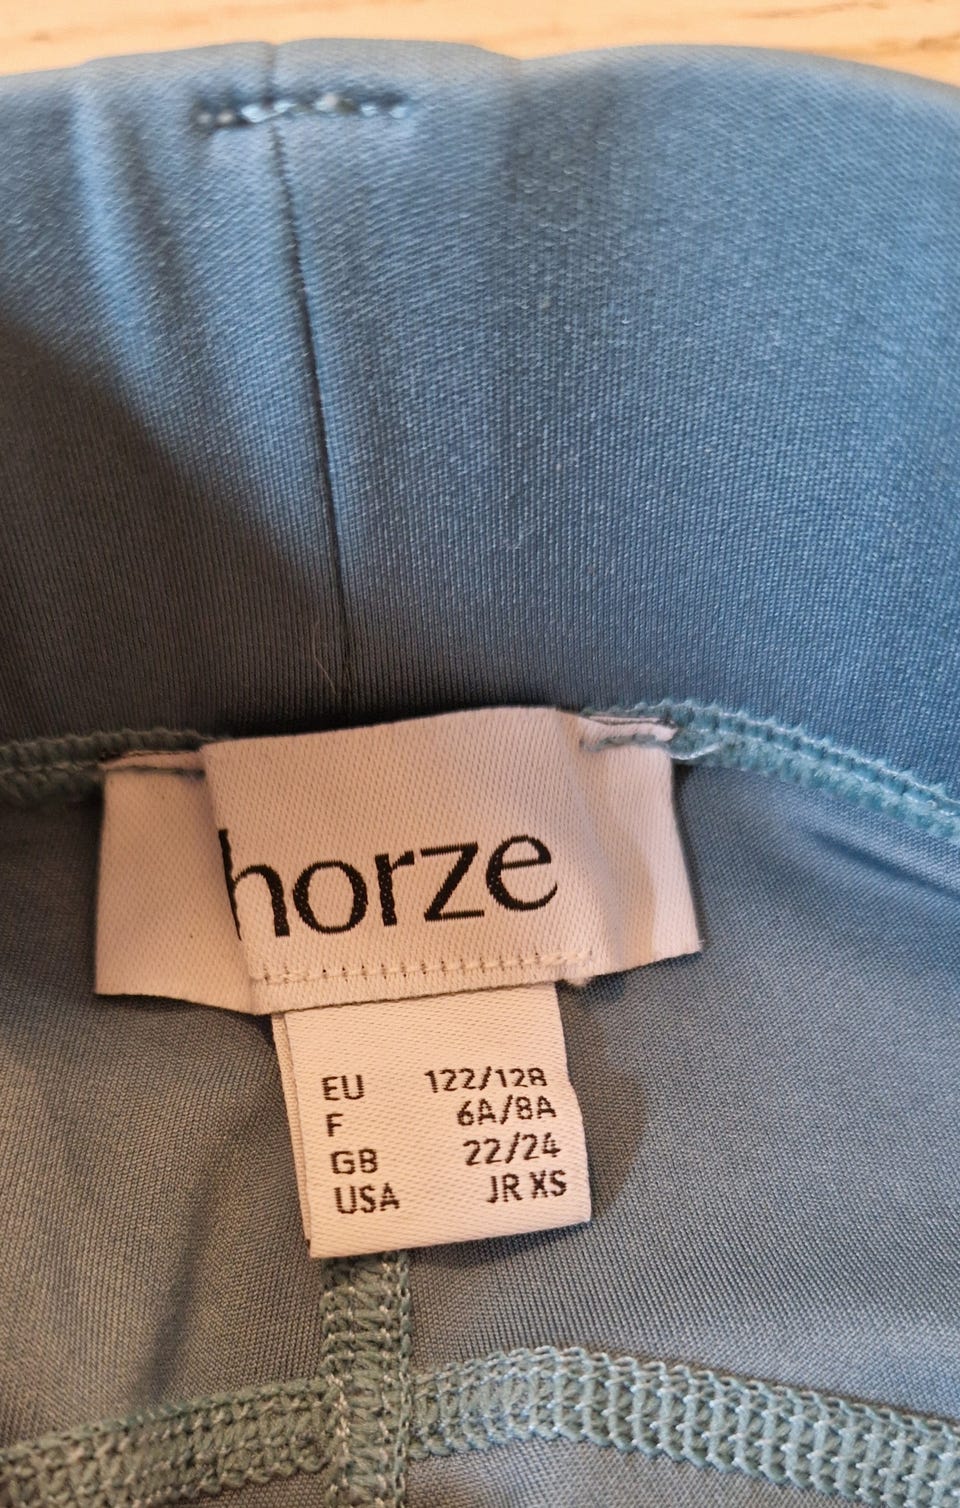 horze
EU 122/128
F 6A/8A
GB 22/24
USA JR XS